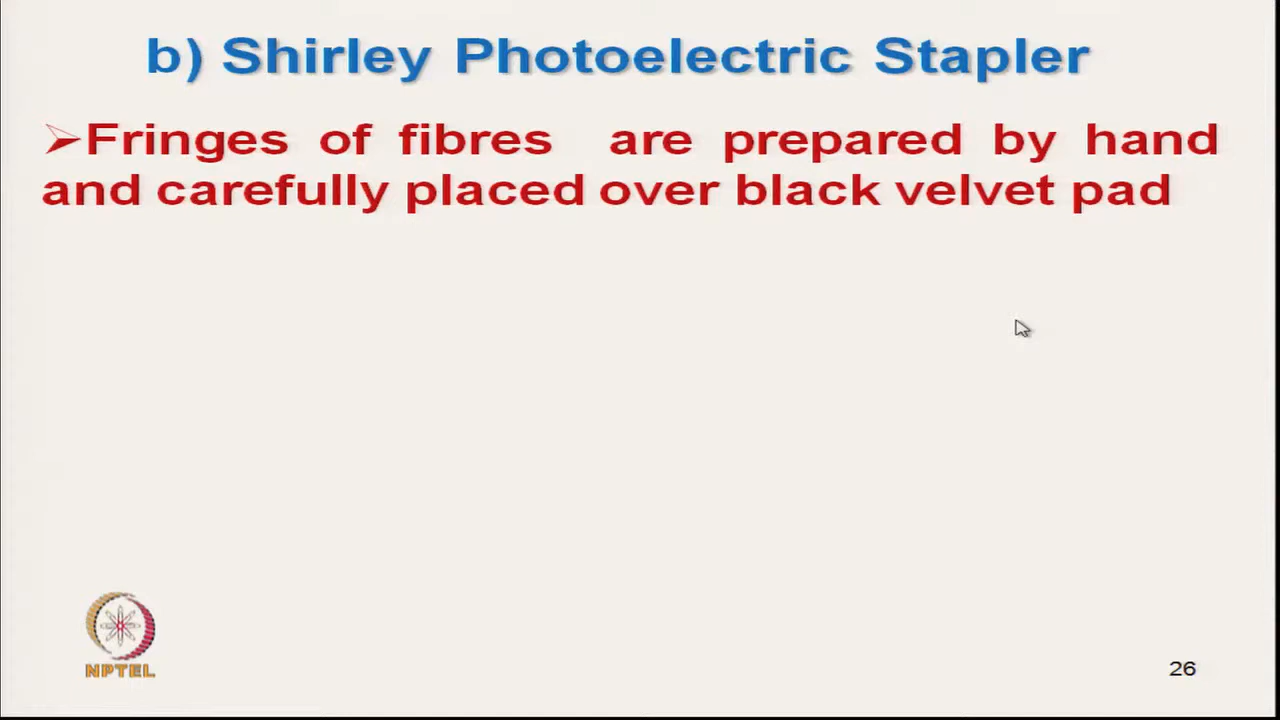 b) Shirley Photoelectric Stapler
➢Fringes of fibres are prepared by hand
and carefully placed over black velvet pad
NPTEL
26